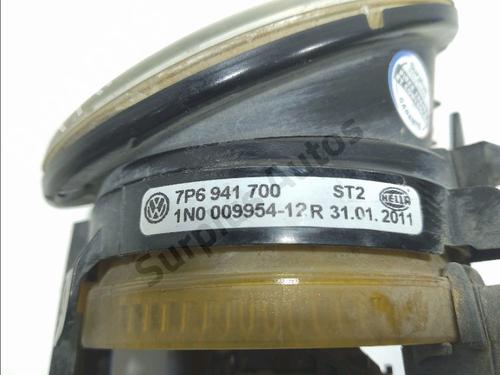 7P6 941 700 ST2 HELLA
1N0 009954-12 R 31.01.2011
Surplus Autos